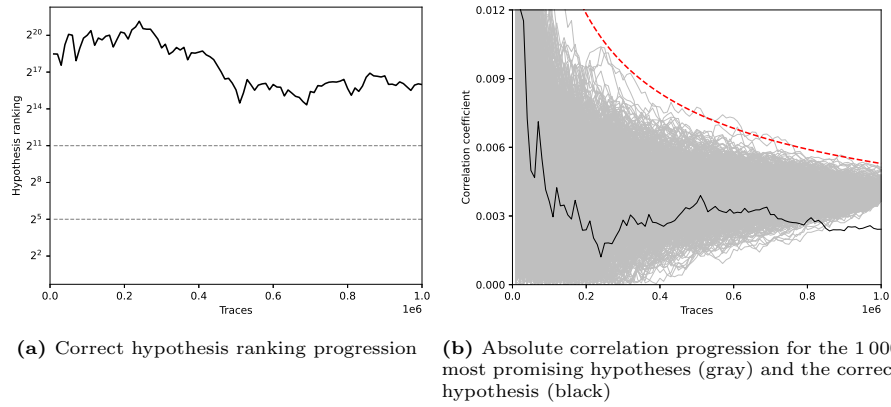 2^20
2^17
2^14
2^11
2^8
2^5
2^2
Hypothesis ranking
0.0 0.2 0.4 0.6 0.8 1.0
Traces
1e6
0.012
0.009
0.006
0.003
0.000
Correlation coefficient
0.0 0.2 0.4 0.6 0.8 1.0
Traces
1e6
(a) Correct hypothesis ranking progression
(b) Absolute correlation progression for the 1 000
most promising hypotheses (gray) and the correc
hypothesis (black)